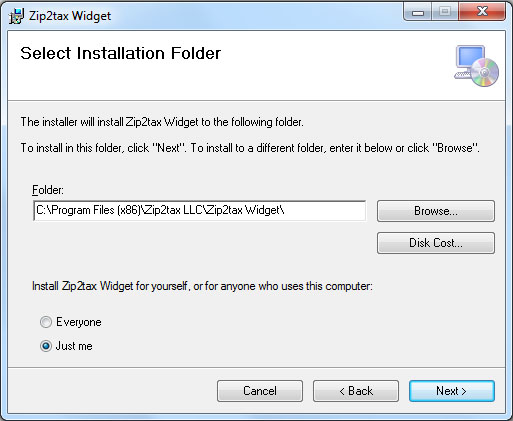 Zip2tax Widget
Select Installation Folder
The installer will install Zip2tax Widget to the following folder.
To install in this folder, click "Next". To install to a different folder, enter it below or click "Browse".
Folder:
C:\Program Files (x86)\Zip2tax LLC\Zip2tax Widget\
Browse...
Disk Cost...
Install Zip2tax Widget for yourself, or for anyone who uses this computer:
Everyone
Just me
Cancel
< Back
Next >